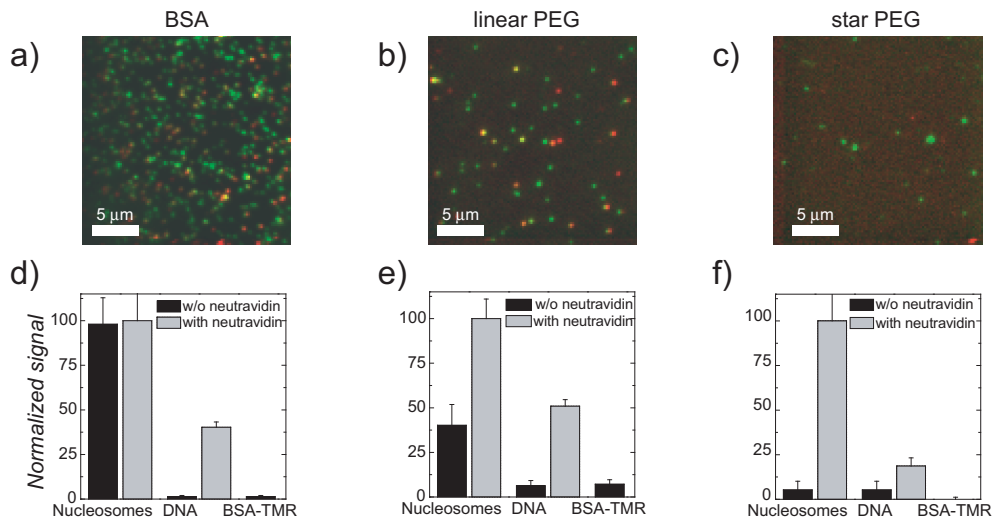 BSA
linear PEG
star PEG
a)
b)
c)
5 μm
5 μm
5 μm
d)
e)
f)
Normalized signal
100
75
50
25
0
w/o neutravidin
with neutravidin
Nucleosomes DNA BSA-TMR
100
75
50
25
0
w/o neutravidin
with neutravidin
Nucleosomes DNA BSA-TMR
100
75
50
25
0
w/o neutravidin
with neutravidin
Nucleosomes DNA BSA-TMR